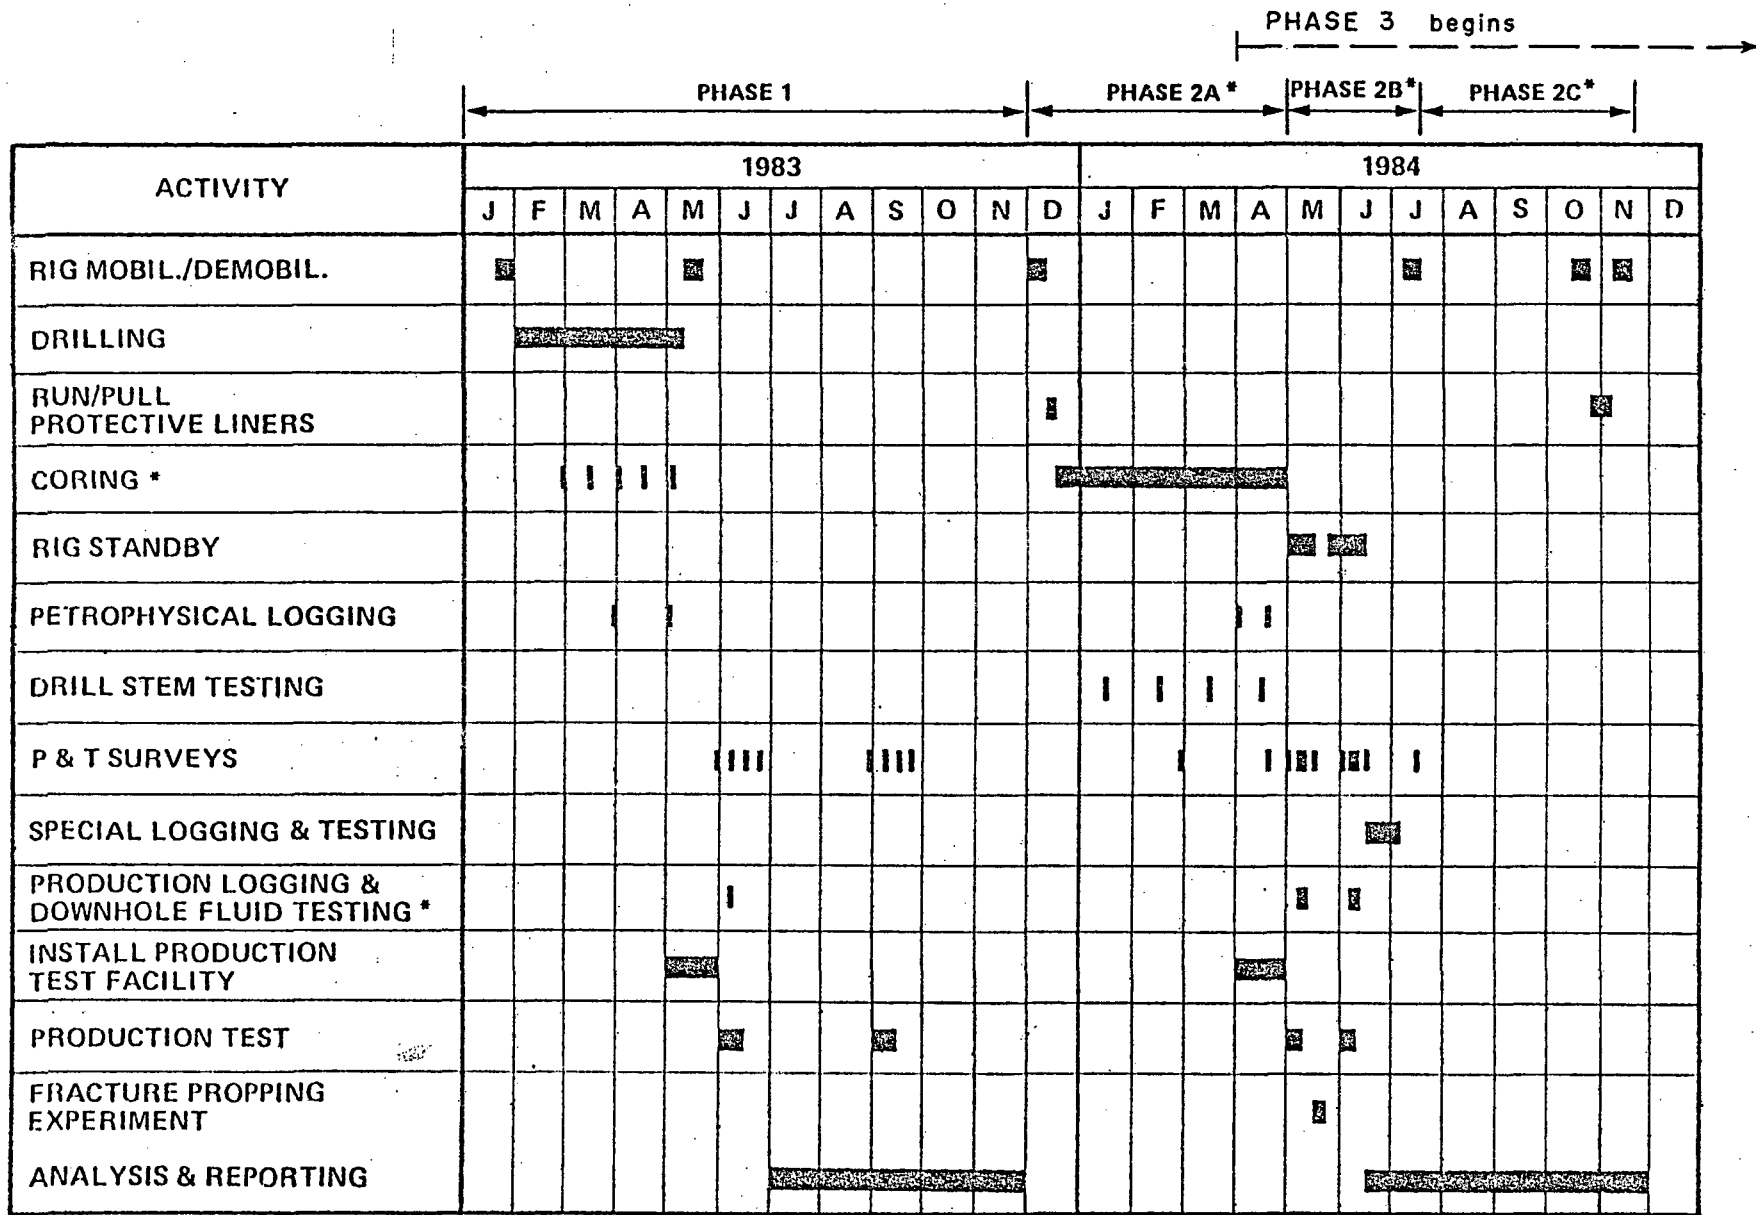 PHASE 3 begins
PHASE 1 PHASE 2A* PHASE 2B* PHASE 2C*
ACTIVITY
1983 1984
J F M A M J J A S O N D J F M A M J J A S O N D
RIG MOBIL./DEMOBIL.
DRILLING
RUN/PULL
PROTECTIVE LINERS
CORING *
RIG STANDBY
PETROPHYSICAL LOGGING
DRILL STEM TESTING
P & T SURVEYS
SPECIAL LOGGING & TESTING
PRODUCTION LOGGING &
DOWNHOLE FLUID TESTING *
INSTALL PRODUCTION
TEST FACILITY
PRODUCTION TEST
FRACTURE PROPPING
EXPERIMENT
ANALYSIS & REPORTING